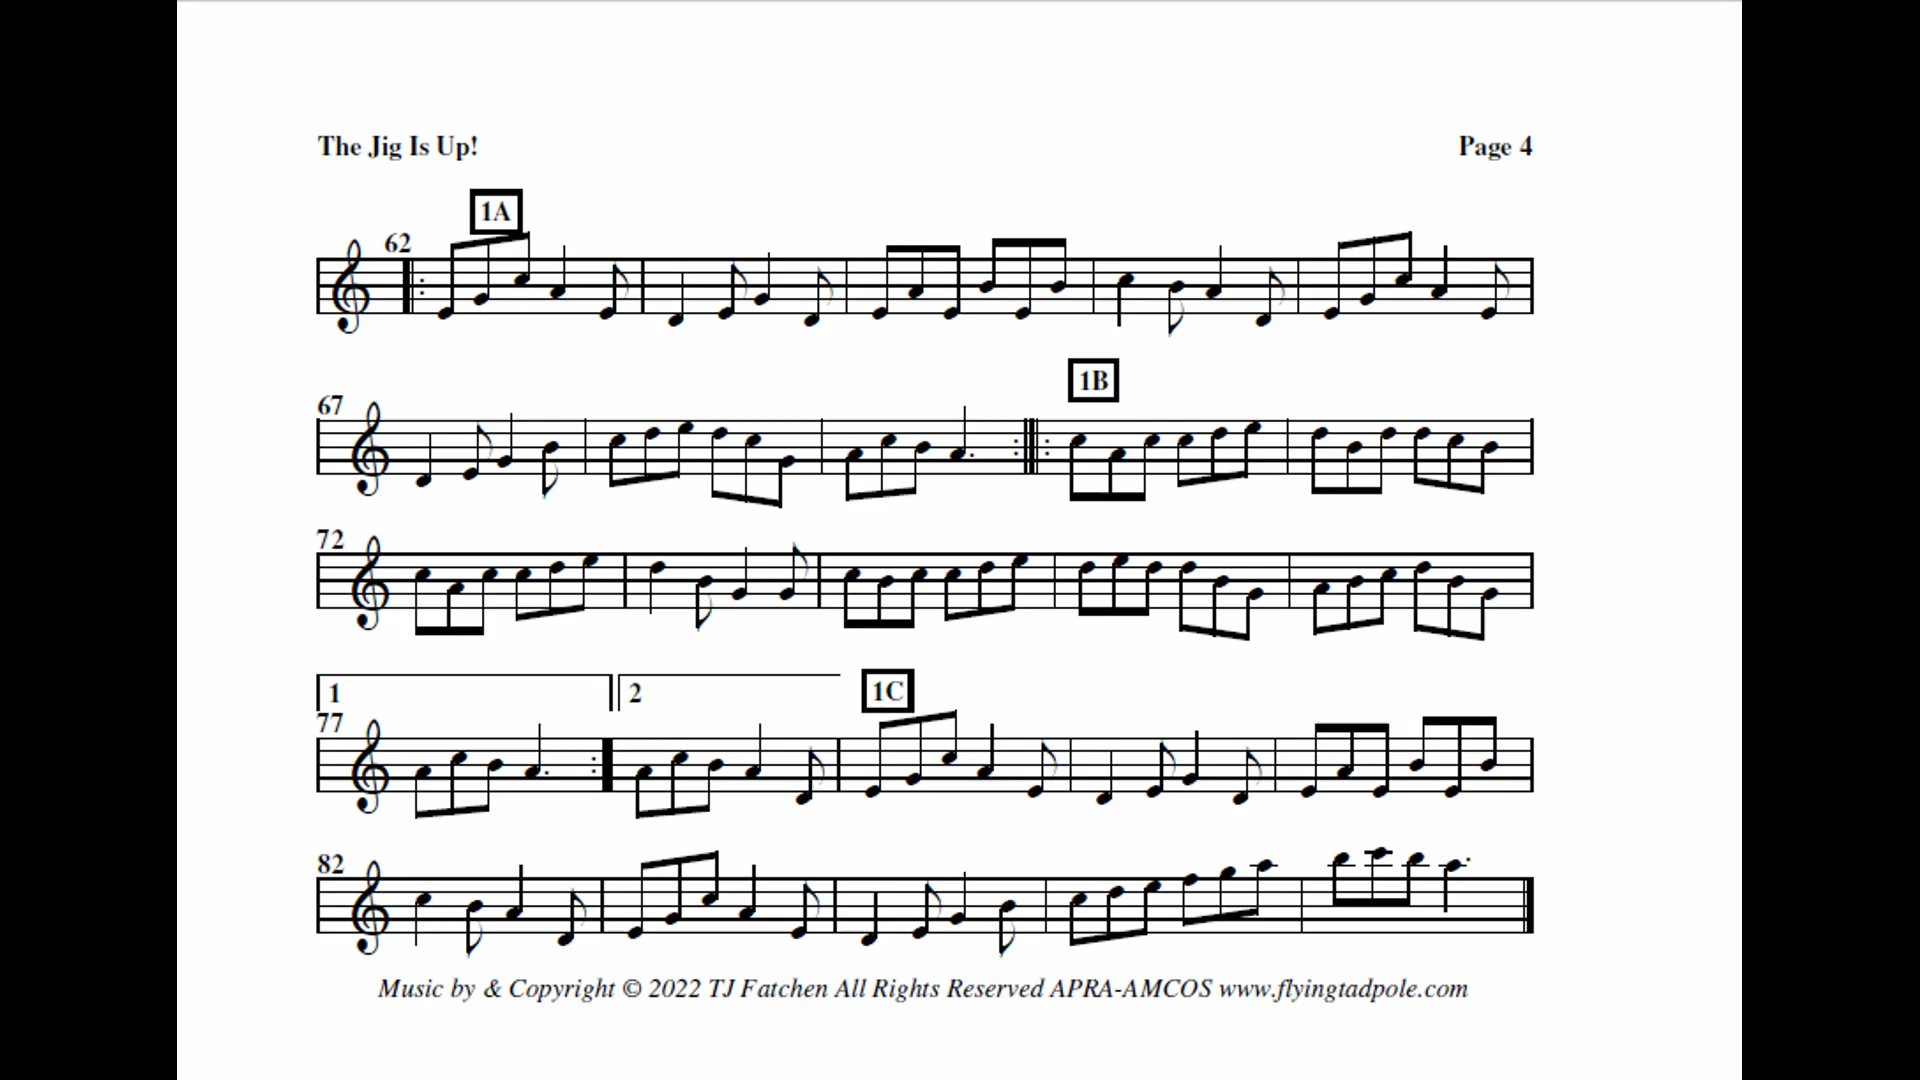 The Jig Is Up! Page 4
1A
62
1B
67
72
1 2 1C
77
82
Music by & Copyright © 2022 TJ Fatchen All Rights Reserved APRA-AMCOS www.flyingtadpole.com